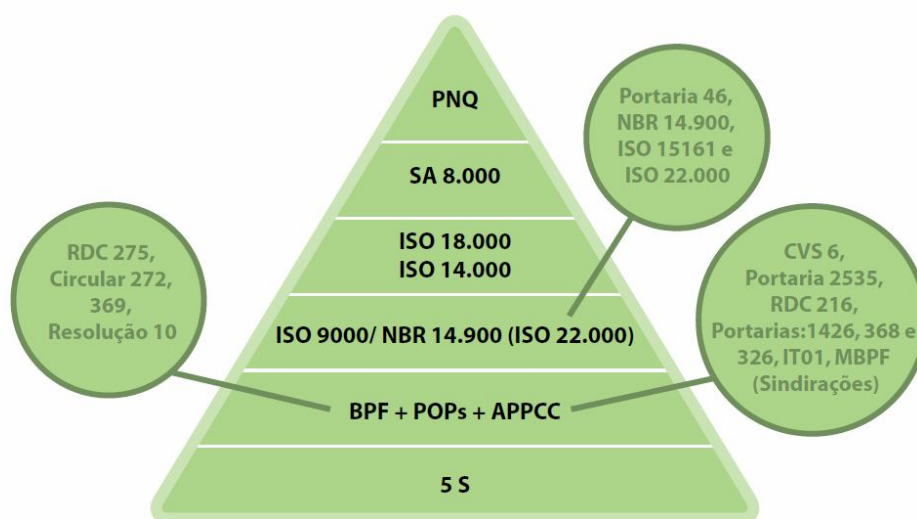 PNQ
SA 8.000
ISO 18.000
ISO 14.000
ISO 9000/ NBR 14.900 (ISO 22.000)
BPF + POPs + APPCC
5 S
Portaria 46,
NBR 14.900,
ISO 15161 e
ISO 22.000
RDC 275,
Circular 272,
369,
Resolução 10
CVS 6,
Portaria 2535,
RDC 216,
Portarias:1426, 368 e
326, IT01, MBPF
(Sindirações)